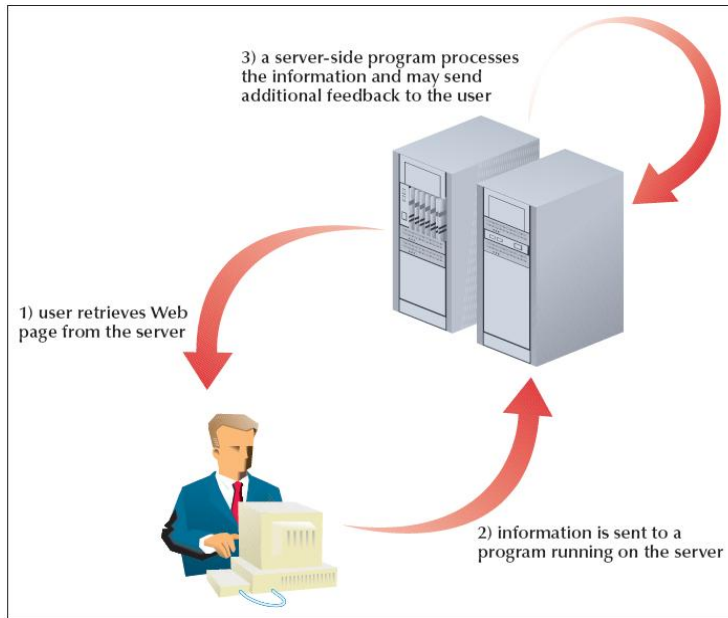 3) a server-side program processes
the information and may send
additional feedback to the user
1) user retrieves Web
page from the server
2) information is sent to a
program running on the server